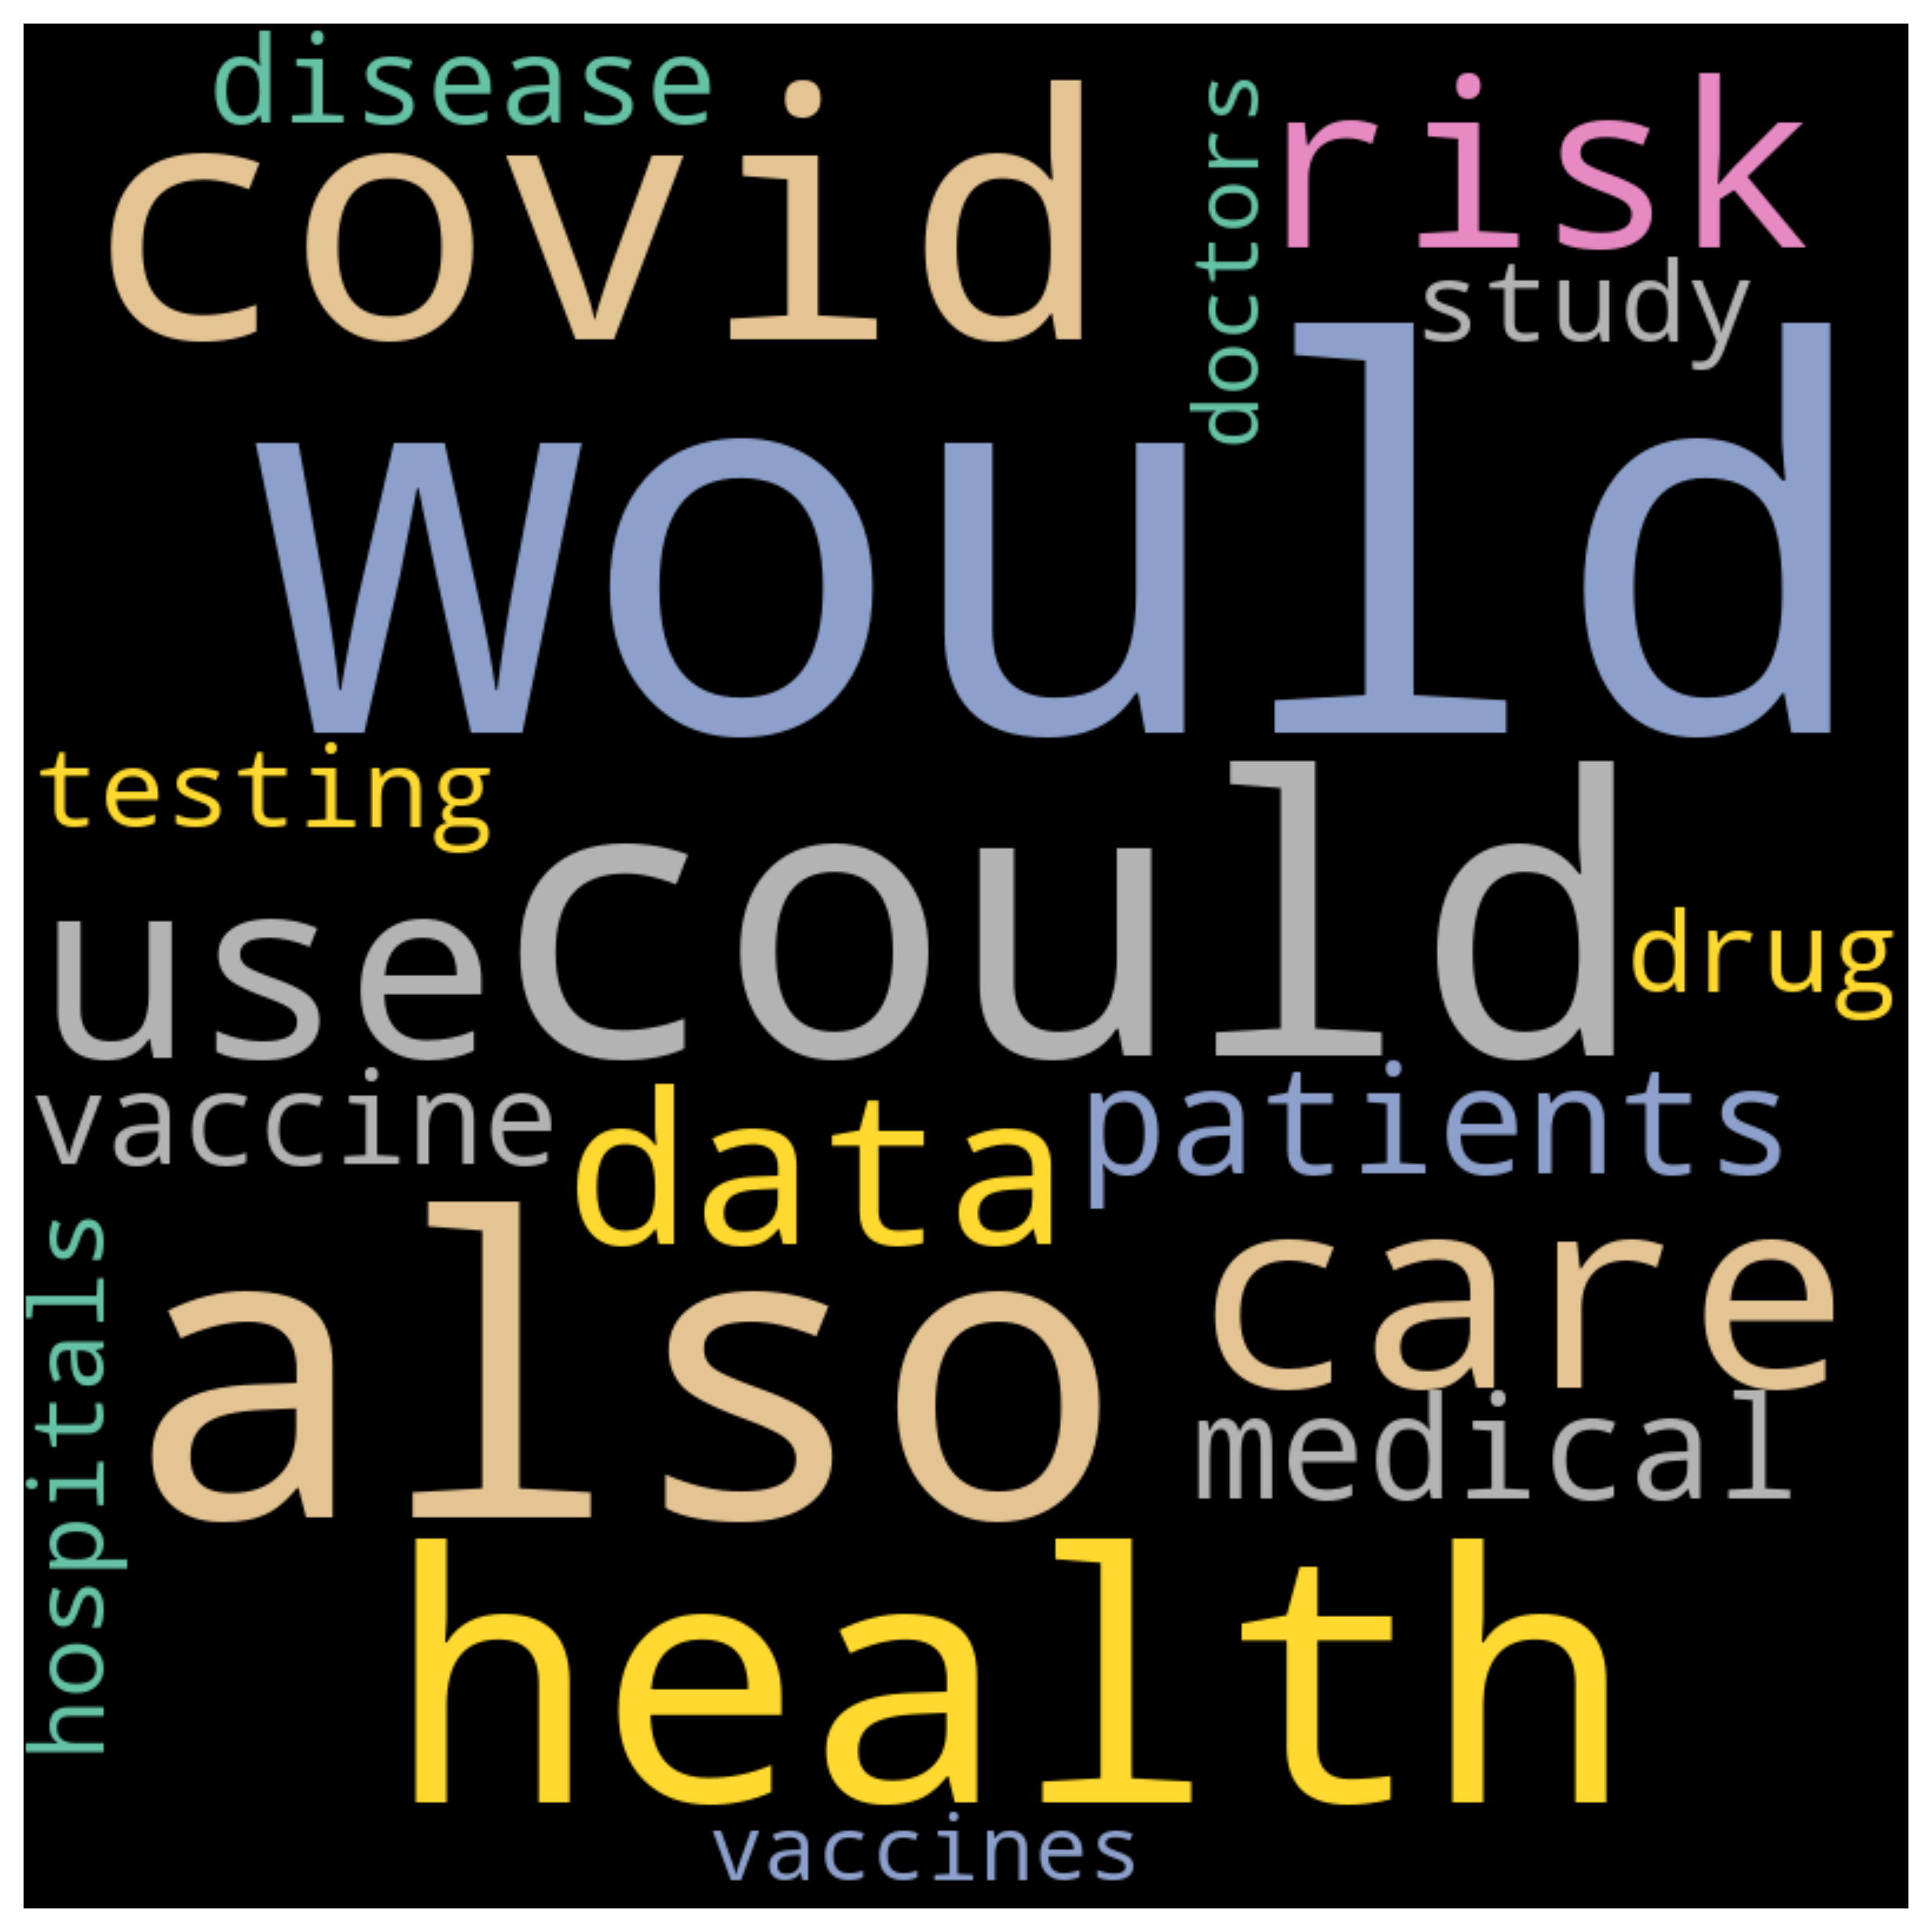 disease
covid
doctors
risk
study
would
testing
use
could
drug
vaccine
data
patients
also
care
medical
hospitals
health
vaccines